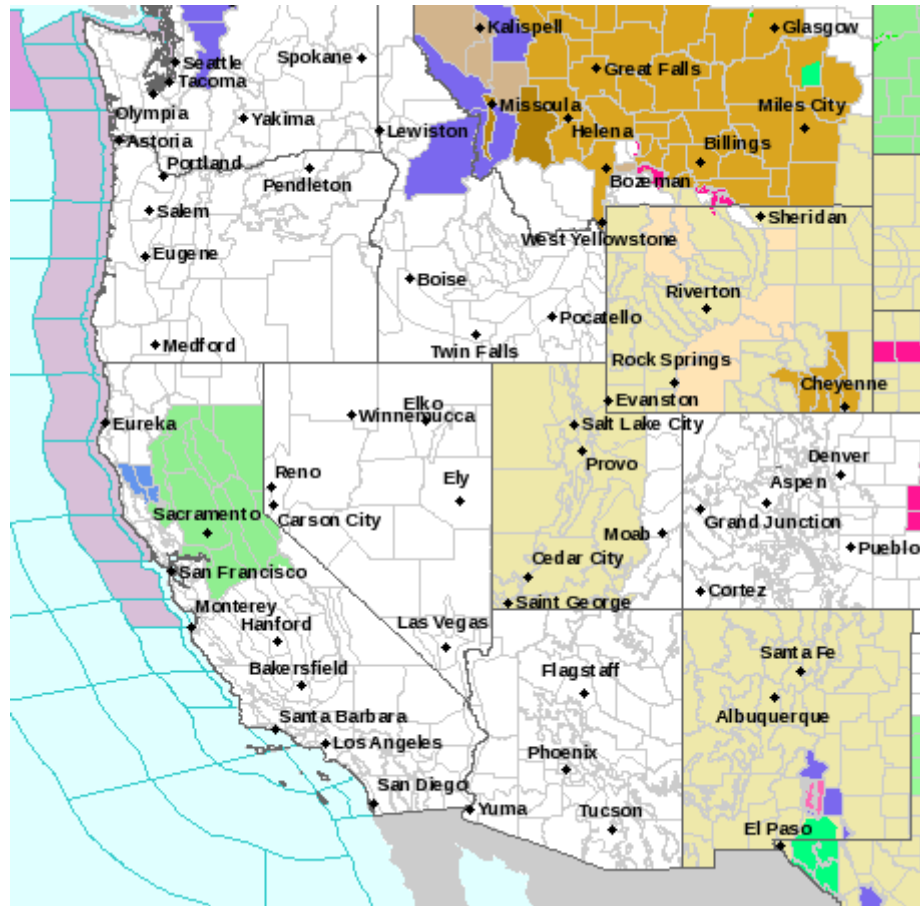 Kalispell
Glasgow
Seattle
Spokane
Tacoma
Great Falls
Olympia
Missoula
Miles City
Yakima
Helena
Lewiston
Astoria
Billings
Portland
Pendleton
Bozeman
Salem
Sheridan
West Yellowstone
Eugene
Boise
Riverton
Pocatello
Medford
Twin Falls
Rock Springs
Cheyenne
Evanston
Elko
Winnemucca
Eureka
Salt Lake City
Provo
Denver
Reno
Ely
Aspen
Sacramento
Carson City
Grand Junction
Moab
Pueblo
Cedar City
San Francisco
Cortez
Saint George
Monterey
Hanford
Las Vegas
Bakersfield
Flagstaff
Santa Fe
Albuquerque
Santa Barbara
Los Angeles
Phoenix
San Diego
Yuma
Tucson
El Paso